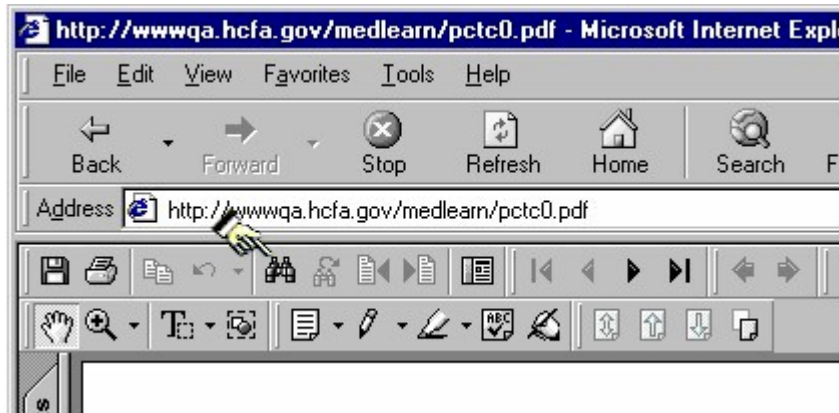 http://wwwqa.hcfa.gov/medlearn/pctc0.pdf - Microsoft Internet Expl
File Edit View Favorites Tools Help
Back Forward Stop Refresh Home Search F
Address http://wwwqa.hcfa.gov/medlearn/pctc0.pdf
T ABC
s